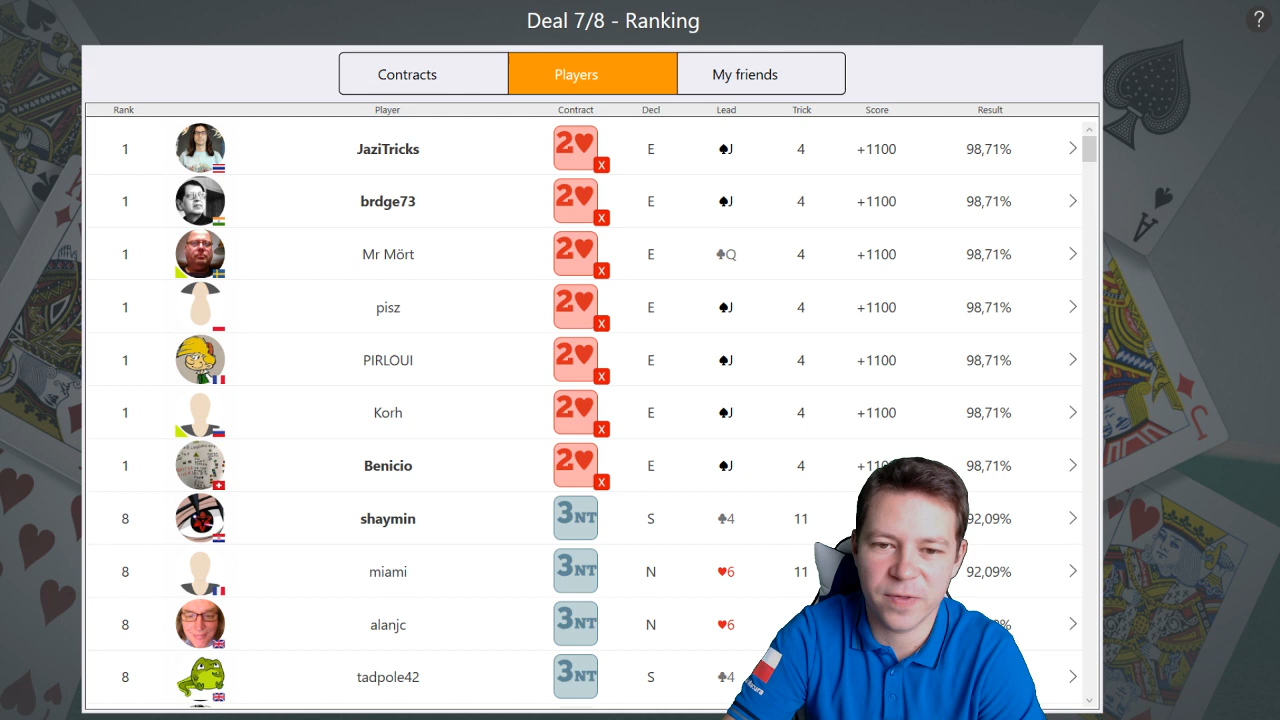 Deal 7/8 - Ranking
?
Contracts Players My friends
Rank Player Contract Decl Lead Trick Score Result
1 JaziTricks 2♥ X E ♠J 4 +1100 98,71%
1 brdge73 2♥ X E ♠J 4 +1100 98,71%
1 Mr Mört 2♥ X E ♣Q 4 +1100 98,71%
1 pisz 2♥ X E ♠J 4 +1100 98,71%
1 PIRLOUI 2♥ X E ♠J 4 +1100 98,71%
1 Korh 2♥ X E ♠J 4 +1100 98,71%
1 Benicio 2♥ X E ♠J 4 98,71%
8 shaymin 3NT S ♣4 11 92,09%
8 miami 3NT N ♥6 11 92,09%
8 alanjc 3NT N ♥6
8 tadpole42 3NT S ♣4
A
J